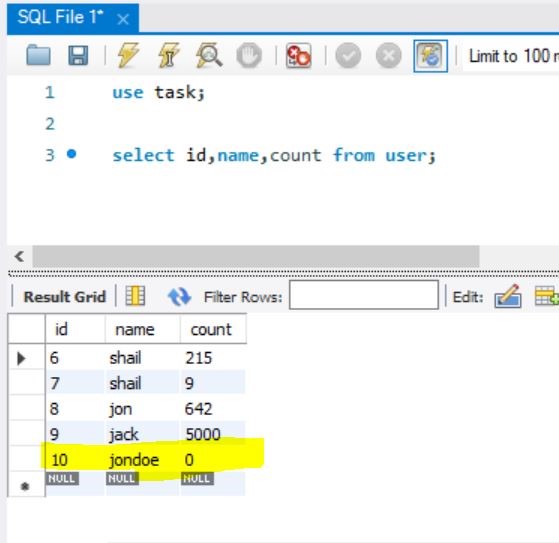 SQL File 1*
Limit to 100
1 use task;
2
3 select id,name,count from user;
Result Grid Filter Rows: Edit:
id name count
6 shail 215
7 shail 9
8 jon 642
9 jack 5000
10 jondoe 0
NULL NULL NULL